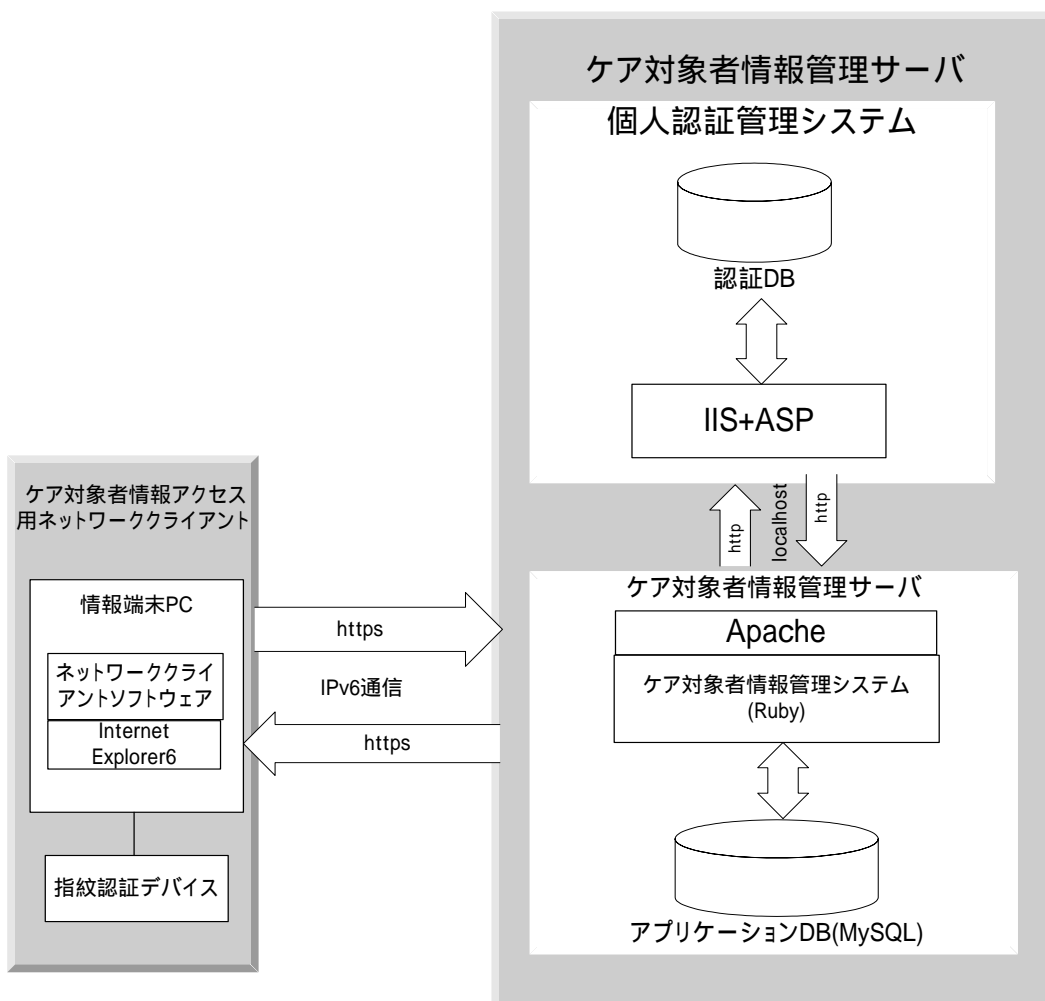 ケア対象者情報管理サーバ
個人認証管理システム
認証DB
IIS+ASP
http
localhost
http
ケア対象者情報アクセス
用ネットワーククライアント
情報端末PC
ネットワーククライ
アントソフトウェア
Internet
Explorer6
指紋認証デバイス
https
IPv6通信
https
ケア対象者情報管理サーバ
Apache
ケア対象者情報管理システム
(Ruby)
アプリケーションDB(MySQL)